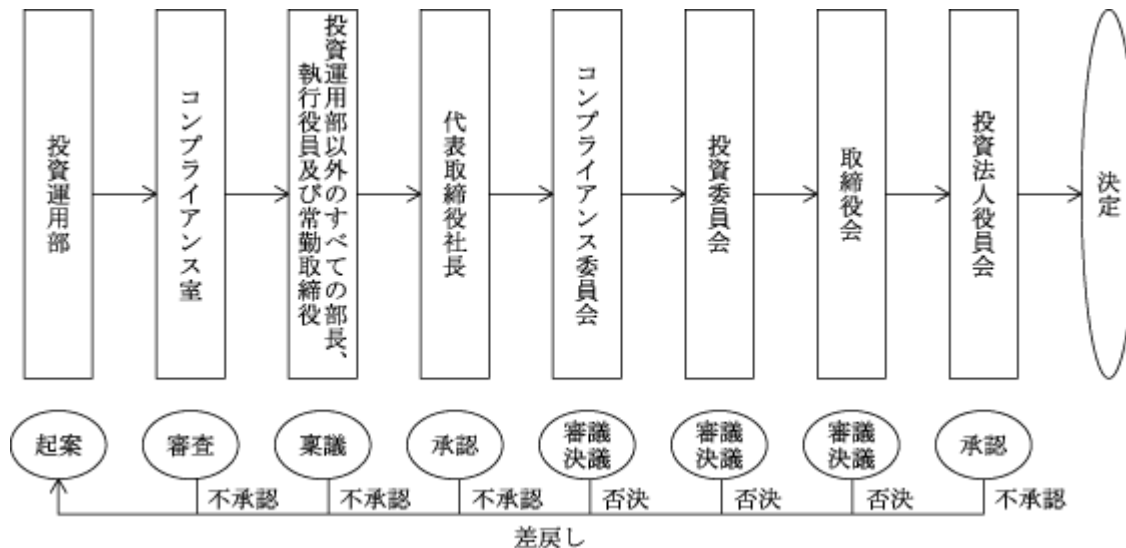 投資運用部
コンプライアンス室
投資運用部以外のすべての部長、
執行役員及び常勤取締役
代表取締役社長
コンプライアンス委員会
投資委員会
取締役会
投資法人役員会
決定
起案
審査
稟議
承認
審議
決議
審議
決議
審議
決議
承認
不承認
不承認
不承認
否決
否決
否決
不承認
差戻し